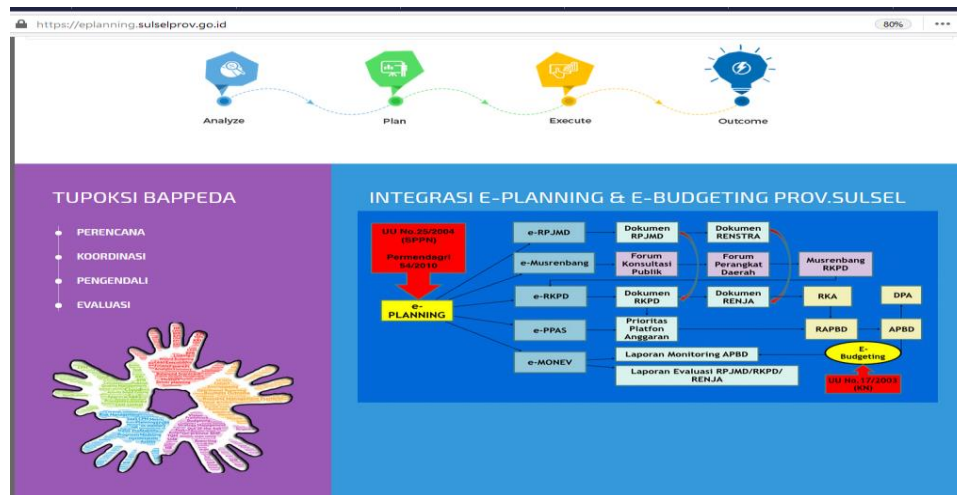 https://eplanning.sulselprov.go.id
80%
Analyze
Plan
Execute
Outcome
TUPOKSI BAPPEDA
PERENCANA
KOORDINASI
PENGENDALI
EVALUASI
INTEGRASI E-PLANNING & E-BUDGETING PROV.SULSEL
UU No.25/2004
(SPPN)
Permendagri
54/2010
e-
PLANNING
e-RPJMD
Dokumen
RPJMD
Dokumen
RENSTRA
e-Musrenbang
Forum
Konsultasi
Publik
Forum
Perangkat
Daerah
Musrenbang
RKPD
e-RKPD
Dokumen
RKPD
Dokumen
RENJA
RKA
DPA
e-PPAS
Prioritas
Platfon
Anggaran
RAPBD
APBD
e-MONEV
Laporan Monitoring APBD
Laporan Evaluasi RPJMD/RKPD/
RENJA
E-
Budgeting
UU No.17/2003
(KN)